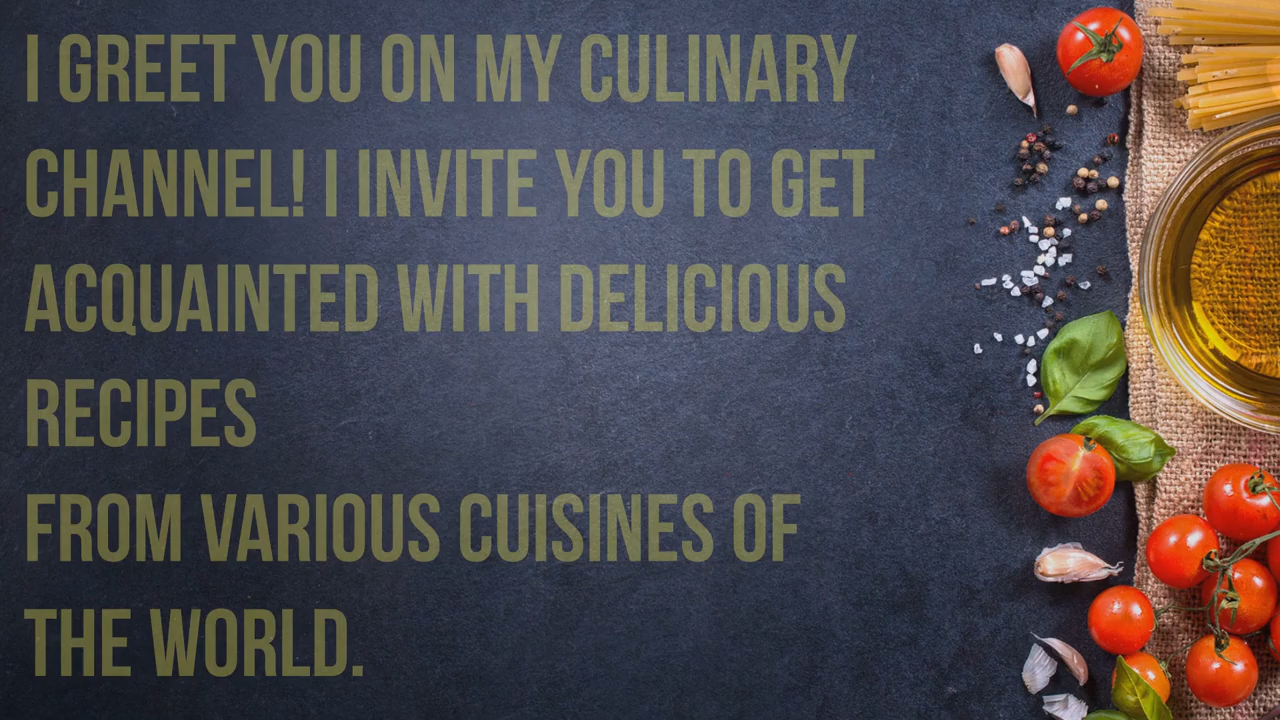 I GREET YOU ON MY CULINARY
CHANNEL! I INVITE YOU TO GET
ACQUAINTED WITH DELICIOUS
RECIPES
FROM VARIOUS CUISINES OF
THE WORLD.